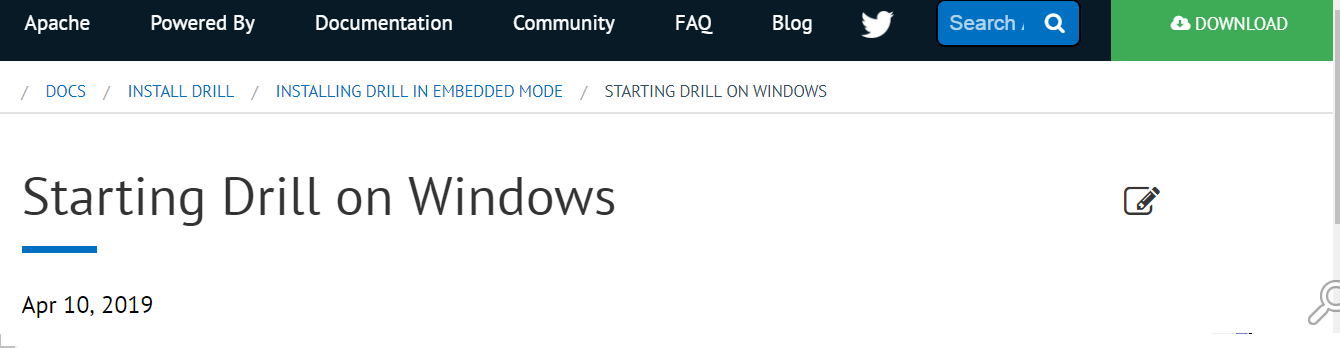 Apache Powered By Documentation Community FAQ Blog Search DOWNLOAD
/ DOCS / INSTALL DRILL / INSTALLING DRILL IN EMBEDDED MODE / STARTING DRILL ON WINDOWS
Starting Drill on Windows
Apr 10, 2019